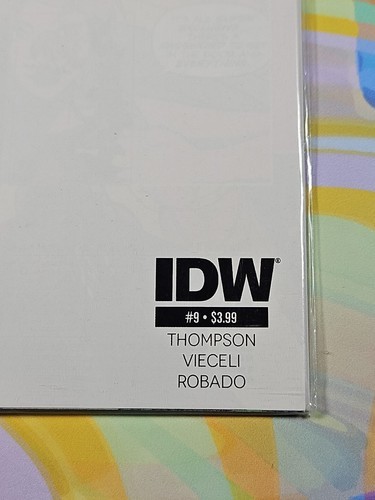 IDW®
#9 • $3.99
THOMPSON
VIECELI
ROBADO